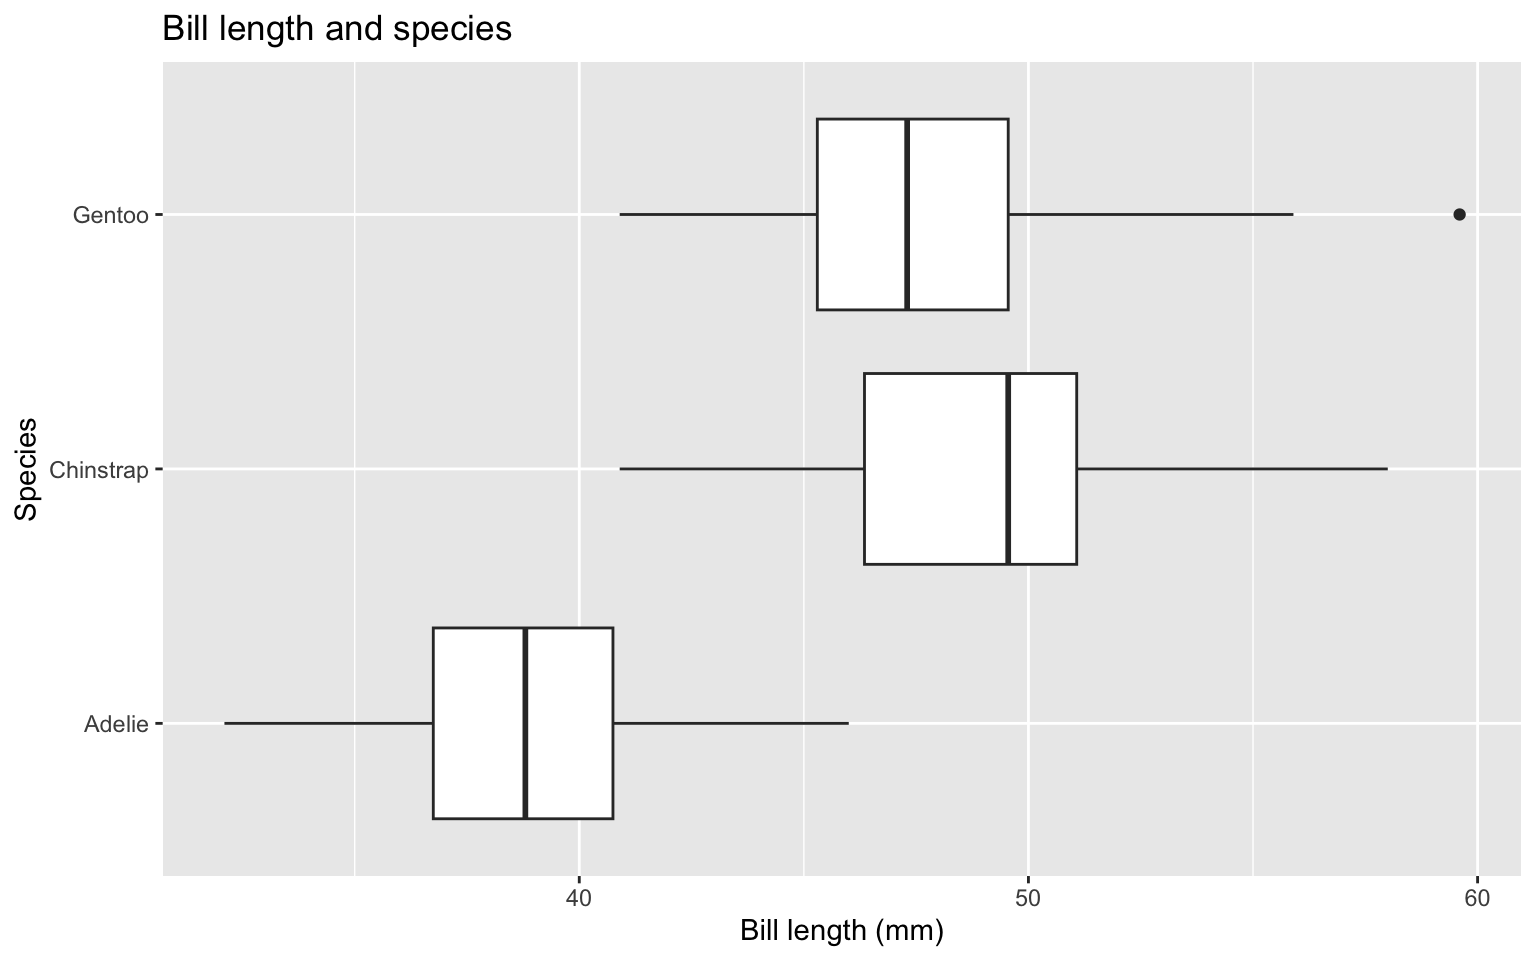 Bill length and species
Gentoo
Chinstrap
Adelie
Species
40 50 60
Bill length (mm)